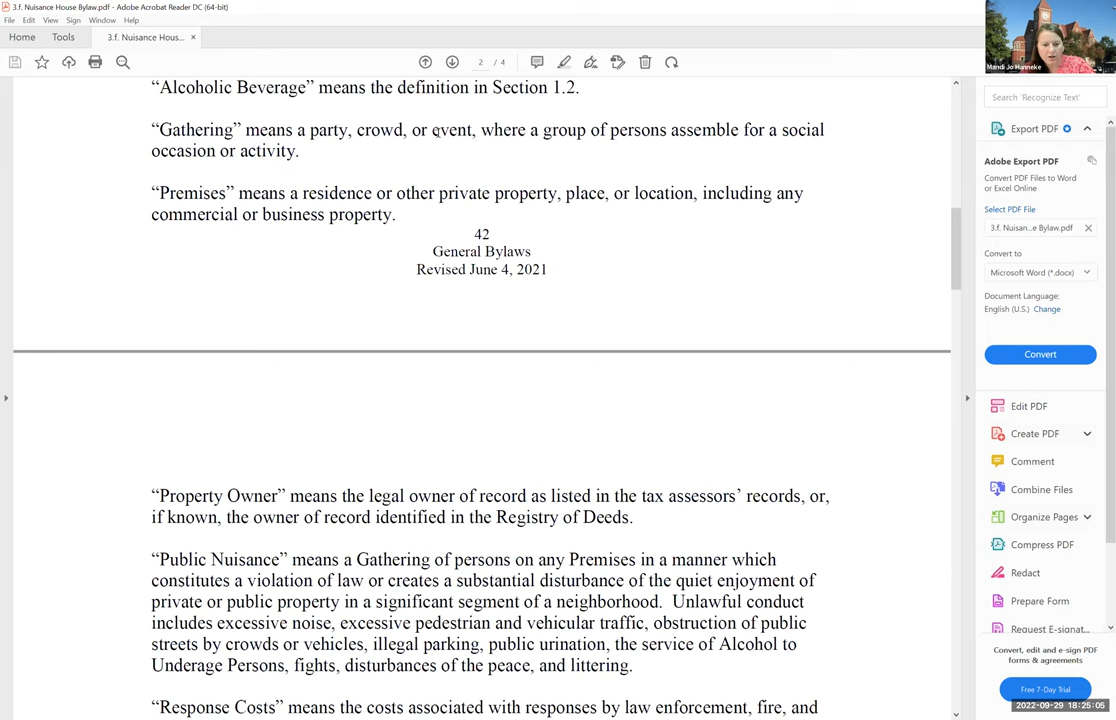 3.f. Nuisance House Bylaw.pdf - Adobe Acrobat Reader DC (64-bit)
File Edit View Sign Window Help
Home Tools 3.f. Nuisance Hous... ×
2 / 4
Mandi Jo Hanneke
“Alcoholic Beverage” means the definition in Section 1.2.
“Gathering” means a party, crowd, or event, where a group of persons assemble for a social
occasion or activity.
“Premises” means a residence or other private property, place, or location, including any
commercial or business property.
42
General Bylaws
Revised June 4, 2021
“Property Owner” means the legal owner of record as listed in the tax assessors’ records, or,
if known, the owner of record identified in the Registry of Deeds.
“Public Nuisance” means a Gathering of persons on any Premises in a manner which
constitutes a violation of law or creates a substantial disturbance of the quiet enjoyment of
private or public property in a significant segment of a neighborhood.  Unlawful conduct
includes excessive noise, excessive pedestrian and vehicular traffic, obstruction of public
streets by crowds or vehicles, illegal parking, public urination, the service of Alcohol to
Underage Persons, fights, disturbances of the peace, and littering.
“Response Costs” means the costs associated with responses by law enforcement, fire, and
Search 'Recognize Text'
Export PDF
Adobe Export PDF
Convert PDF Files to Word
or Excel Online
Select PDF File
3.f. Nuisan...e Bylaw.pdf
Convert to
Microsoft Word (*.docx)
Document Language:
English (U.S.) Change
Convert
Edit PDF
Create PDF
Comment
Combine Files
Organize Pages
Compress PDF
Redact
Prepare Form
Request E-signat...
Convert, edit and e-sign PDF
forms & agreements
Free 7-Day Trial
2022-09-29 18:25:05